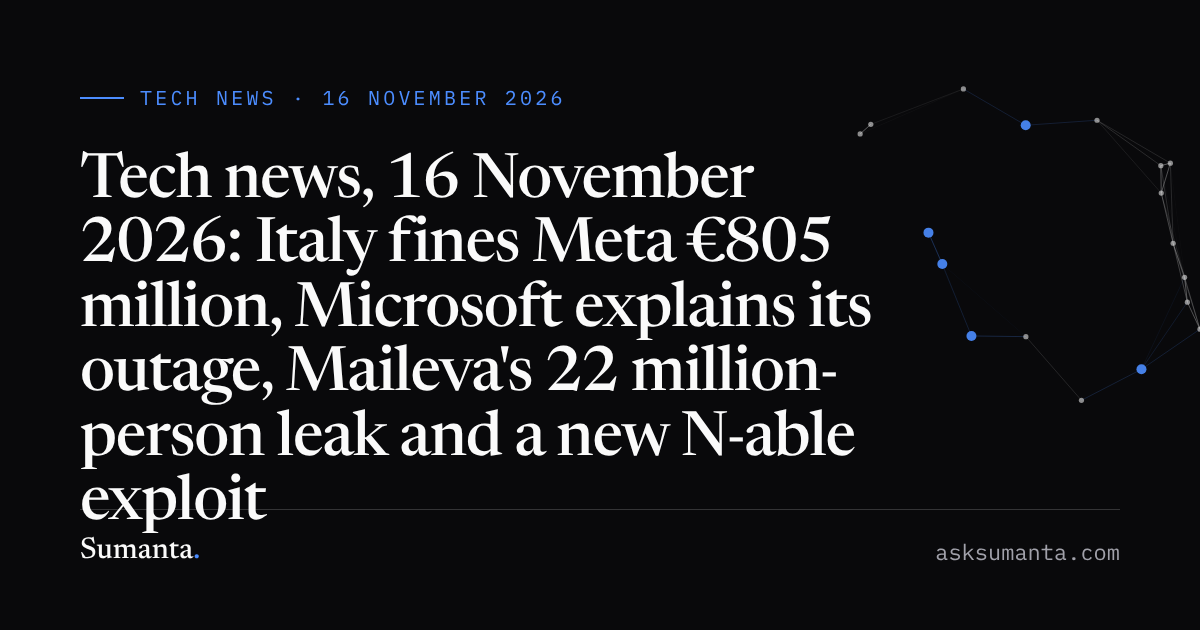 TECH NEWS · 16 NOVEMBER 2026
Tech news, 16 November
2026: Italy fines Meta €805
million, Microsoft explains its
outage, Maileva's 22 million-
person leak and a new N-able
exploit
Sumanta.
asksumanta.com